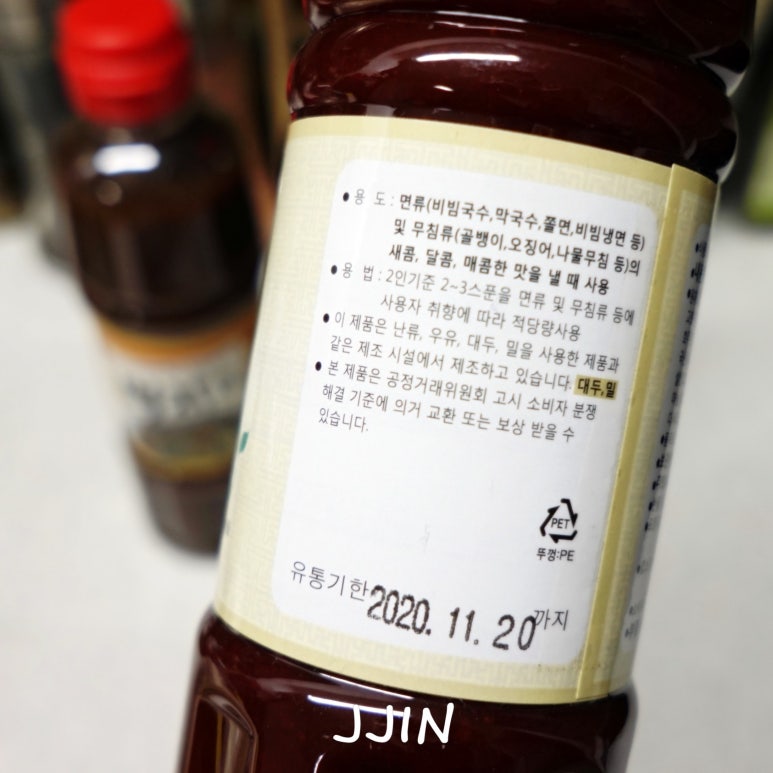 ● 용 도 : 면류(비빔국수,막국수,쫄면,비빔냉면 등)
및 무침류(골뱅이,오징어,나물무침 등)의
새콤, 달콤, 매콤한 맛을 낼 때 사용
● 용 법 : 2인기준 2~3스푼을 면류 및 무침류 등에
사용자 취향에 따라 적당량사용
● 이 제품은 난류, 우유, 대두, 밀을 사용한 제품과
같은 제조 시설에서 제조하고 있습니다. 대두,밀
● 본 제품은 공정거래위원회 고시 소비자 분쟁
해결 기준에 의거 교환 또는 보상 받을 수
있습니다.
PET
뚜껑:PE
유통기한 2020. 11. 20 까지
JJIN